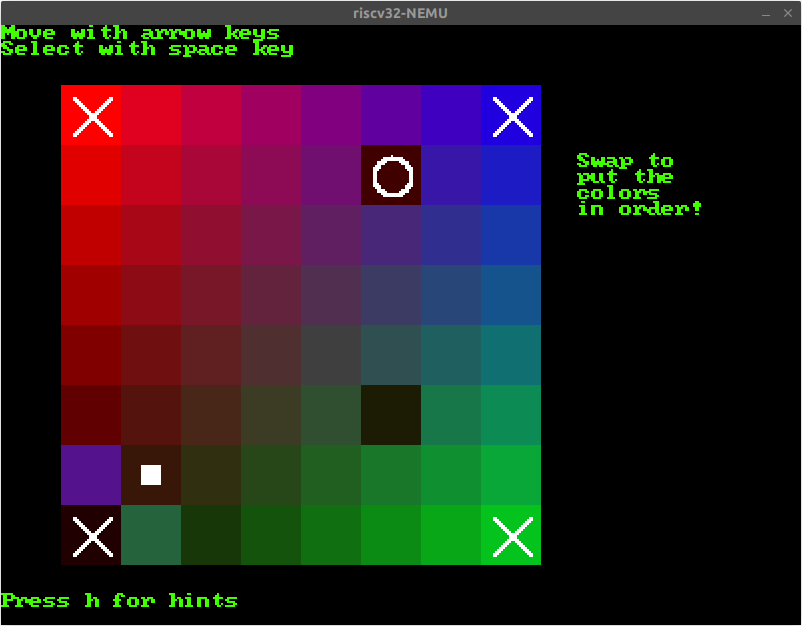 riscv32-NEMU
Move with arrow keys
Select with space key
Swap to
put the
colors
in order!
Press h for hints